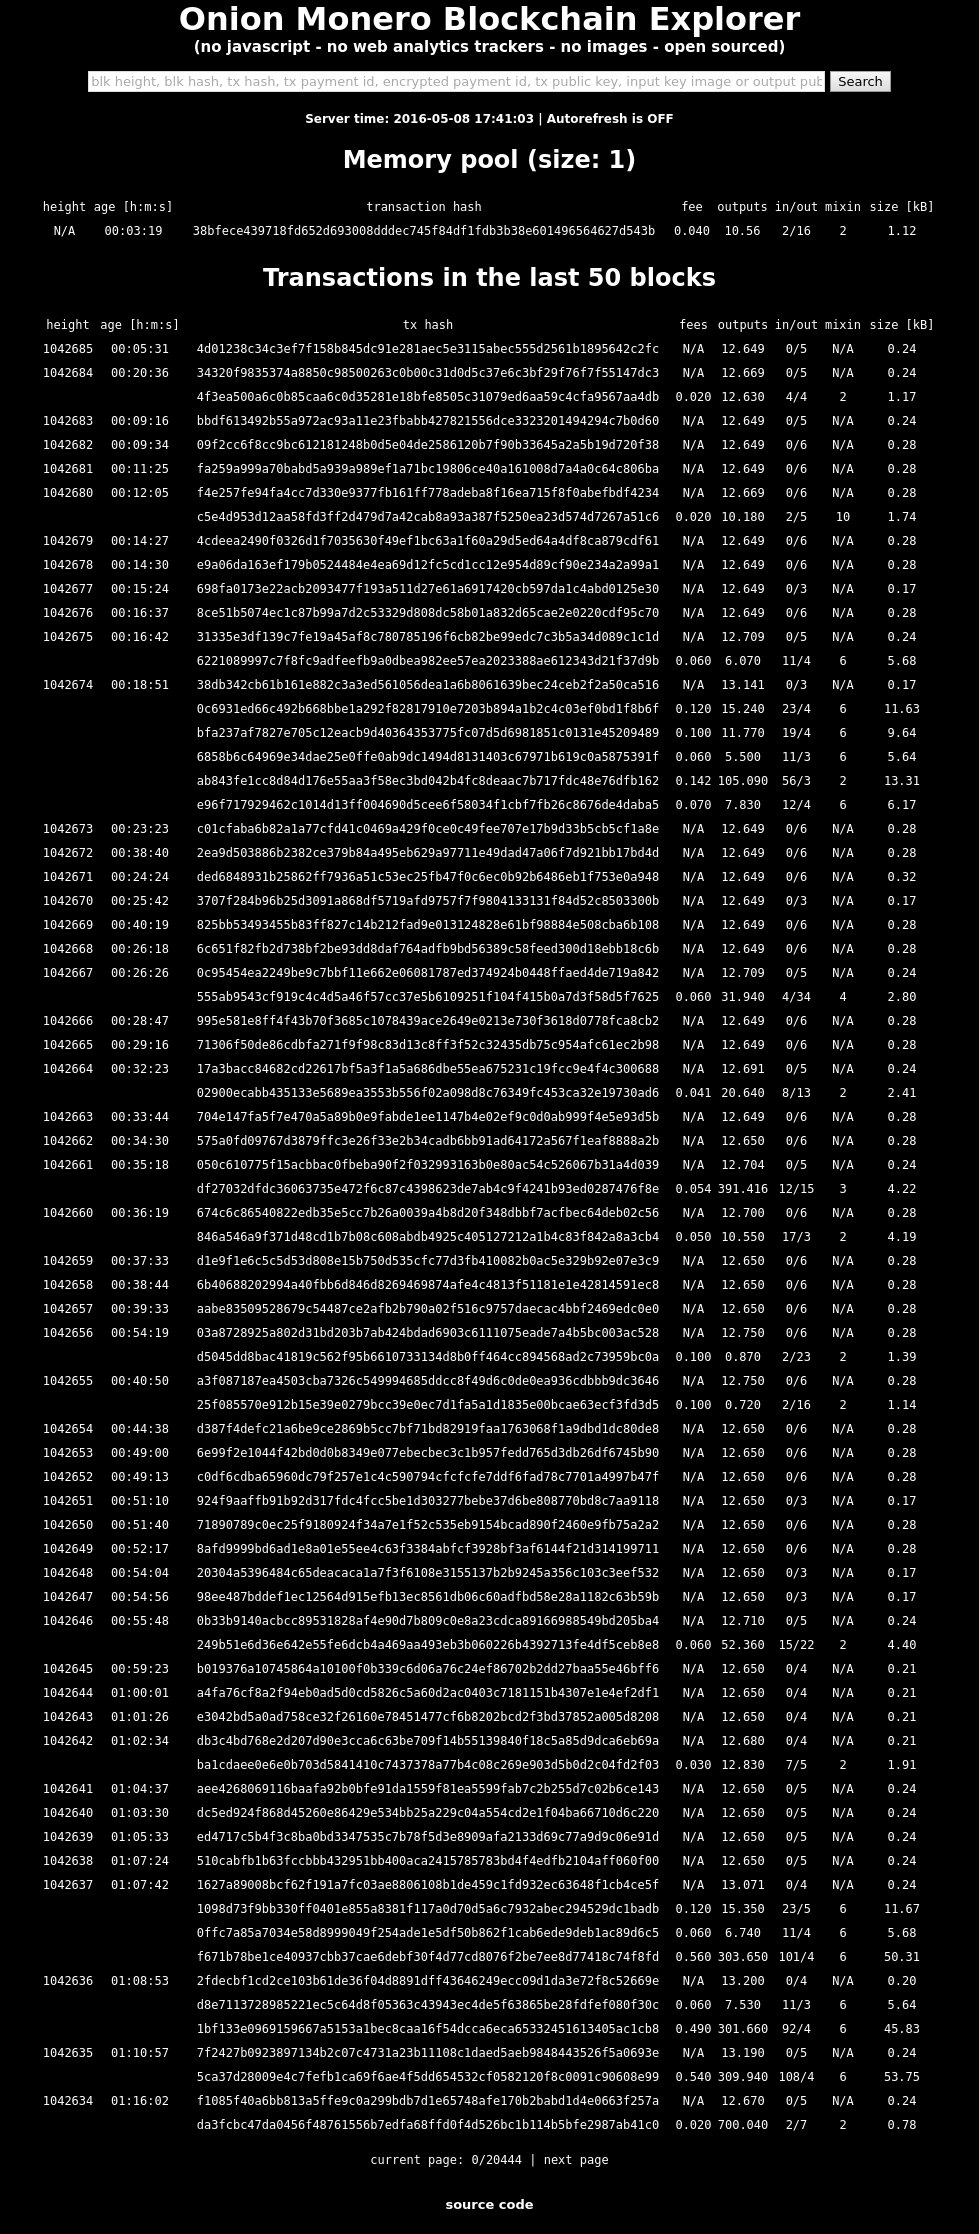 Onion Monero Blockchain Explorer
(no javascript - no web analytics trackers - no images - open sourced)
blk height, blk hash, tx hash, tx payment id, encrypted payment id, tx public key, input key image or output pub Search
Server time: 2016-05-08 17:41:03 | Autorefresh is OFF
Memory pool (size: 1)
height age [h:m:s] transaction hash fee outputs in/out mixin size [kB]
N/A 00:03:19 38bfece439718fd652d693008dddec745f84df1fdb3b38e601496564627d543b 0.040 10.56 2/16 2 1.12
Transactions in the last 50 blocks
height age [h:m:s] tx hash fees outputs in/out mixin size [kB]
1042685 00:05:31 4d01238c34c3ef7f158b845dc91e281aec5e3115abec555d2561b1895642c2fc N/A 12.649 0/5 N/A 0.24
1042684 00:20:36 34320f9835374a8850c98500263c0b00c31d0d5c37e6c3bf29f76f7f55147dc3 N/A 12.669 0/5 N/A 0.24
4f3ea500a6c0b85caa6c0d35281e18bfe8505c31079ed6aa59c4cfa9567aa4db 0.020 12.630 4/4 2 1.17
1042683 00:09:16 bbdf613492b55a972ac93a11e23fbabb427821556dce3323201494294c7b0d60 N/A 12.649 0/5 N/A 0.24
1042682 00:09:34 09f2cc6f8cc9bc612181248b0d5e04de2586120b7f90b33645a2a5b19d720f38 N/A 12.649 0/6 N/A 0.28
1042681 00:11:25 fa259a999a70babd5a939a989ef1a71bc19806ce40a161008d7a4a0c64c806ba N/A 12.649 0/6 N/A 0.28
1042680 00:12:05 f4e257fe94fa4cc7d330e9377fb161ff778adeba8f16ea715f8f0abefbdf4234 N/A 12.669 0/6 N/A 0.28
c5e4d953d12aa58fd3ff2d479d7a42cab8a93a387f5250ea23d574d7267a51c6 0.020 10.180 2/5 10 1.74
1042679 00:14:27 4cdeea2490f0326d1f7035630f49ef1bc63a1f60a29d5ed64a4df8ca879cdf61 N/A 12.649 0/6 N/A 0.28
1042678 00:14:30 e9a06da163ef179b0524484e4ea69d12fc5cd1cc12e954d89cf90e234a2a99a1 N/A 12.649 0/6 N/A 0.28
1042677 00:15:24 698fa0173e22acb2093477f193a511d27e61a6917420cb597da1c4abd0125e30 N/A 12.649 0/3 N/A 0.17
1042676 00:16:37 8ce51b5074ec1c87b99a7d2c53329d808dc58b01a832d65cae2e0220cdf95c70 N/A 12.649 0/6 N/A 0.28
1042675 00:16:42 31335e3df139c7fe19a45af8c780785196f6cb82be99edc7c3b5a34d089c1c1d N/A 12.709 0/5 N/A 0.24
6221089997c7f8fc9adfeefb9a0dbea982ee57ea2023388ae612343d21f37d9b 0.060 6.070 11/4 6 5.68
1042674 00:18:51 38db342cb61b161e882c3a3ed561056dea1a6b8061639bec24ceb2f2a50ca516 N/A 13.141 0/3 N/A 0.17
0c6931ed66c492b668bbe1a292f82817910e7203b894a1b2c4c03ef0bd1f8b6f 0.120 15.240 23/4 6 11.63
bfa237af7827e705c12eacb9d40364353775fc07d5d6981851c0131e45209489 0.100 11.770 19/4 6 9.64
6858b6c64969e34dae25e0ffe0ab9dc1494d8131403c67971b619c0a5875391f 0.060 5.500 11/3 6 5.64
ab843fe1cc8d84d176e55aa3f58ec3bd042b4fc8deaac7b717fdc48e76dfb162 0.142 105.090 56/3 2 13.31
e96f717929462c1014d13ff004690d5cee6f58034f1cbf7fb26c8676de4daba5 0.070 7.830 12/4 6 6.17
1042673 00:23:23 c01cfaba6b82a1a77cfd41c0469a429f0ce0c49fee707e17b9d33b5cb5cf1a8e N/A 12.649 0/6 N/A 0.28
1042672 00:38:40 2ea9d503886b2382ce379b84a495eb629a97711e49dad47a06f7d921bb17bd4d N/A 12.649 0/6 N/A 0.28
1042671 00:24:24 ded6848931b25862ff7936a51c53ec25fb47f0c6ec0b92b6486eb1f753e0a948 N/A 12.649 0/6 N/A 0.32
1042670 00:25:42 3707f284b96b25d3091a868df5719afd9757f7f9804133131f84d52c8503300b N/A 12.649 0/3 N/A 0.17
1042669 00:40:19 825bb53493455b83ff827c14b212fad9e013124828e61bf98884e508cba6b108 N/A 12.649 0/6 N/A 0.28
1042668 00:26:18 6c651f82fb2d738bf2be93dd8daf764adfb9bd56389c58feed300d18ebb18c6b N/A 12.649 0/6 N/A 0.28
1042667 00:26:26 0c95454ea2249be9c7bbf11e662e06081787ed374924b0448ffaed4de719a842 N/A 12.709 0/5 N/A 0.24
555ab9543cf919c4c4d5a46f57cc37e5b6109251f104f415b0a7d3f58d5f7625 0.060 31.940 4/34 4 2.80
1042666 00:28:47 995e581e8ff4f43b70f3685c1078439ace2649e0213e730f3618d0778fca8cb2 N/A 12.649 0/6 N/A 0.28
1042665 00:29:16 71306f50de86cdbfa271f9f98c83d13c8ff3f52c32435db75c954afc61ec2b98 N/A 12.649 0/6 N/A 0.28
1042664 00:32:23 17a3bacc84682cd22617bf5a3f1a5a686dbe55ea675231c19fcc9e4f4c300688 N/A 12.691 0/5 N/A 0.24
02900ecabb435133e5689ea3553b556f02a098d8c76349fc453ca32e19730ad6 0.041 20.640 8/13 2 2.41
1042663 00:33:44 704e147fa5f7e470a5a89b0e9fabde1ee1147b4e02ef9c0d0ab999f4e5e93d5b N/A 12.649 0/6 N/A 0.28
1042662 00:34:30 575a0fd09767d3879ffc3e26f33e2b34cadb6bb91ad64172a567f1eaf8888a2b N/A 12.650 0/6 N/A 0.28
1042661 00:35:18 050c610775f15acbbac0fbeba90f2f032993163b0e80ac54c526067b31a4d039 N/A 12.704 0/5 N/A 0.24
df27032dfdc36063735e472f6c87c4398623de7ab4c9f4241b93ed0287476f8e 0.054 391.416 12/15 3 4.22
1042660 00:36:19 674c6c86540822edb35e5cc7b26a0039a4b8d20f348dbbf7acfbec64deb02c56 N/A 12.700 0/6 N/A 0.28
846a546a9f371d48cd1b7b08c608abdb4925c405127212a1b4c83f842a8a3cb4 0.050 10.550 17/3 2 4.19
1042659 00:37:33 d1e9f1e6c5c5d53d808e15b750d535cfc77d3fb410082b0ac5e329b92e07e3c9 N/A 12.650 0/6 N/A 0.28
1042658 00:38:44 6b40688202994a40fbb6d846d8269469874afe4c4813f51181e1e42814591ec8 N/A 12.650 0/6 N/A 0.28
1042657 00:39:33 aabe83509528679c54487ce2afb2b790a02f516c9757daecac4bbf2469edc0e0 N/A 12.650 0/6 N/A 0.28
1042656 00:54:19 03a8728925a802d31bd203b7ab424bdad6903c6111075eade7a4b5bc003ac528 N/A 12.750 0/6 N/A 0.28
d5045dd8bac41819c562f95b6610733134d8b0ff464cc894568ad2c73959bc0a 0.100 0.870 2/23 2 1.39
1042655 00:40:50 a3f087187ea4503cba7326c549994685ddcc8f49d6c0de0ea936cdbbb9dc3646 N/A 12.750 0/6 N/A 0.28
25f085570e912b15e39e0279bcc39e0ec7d1fa5a1d1835e00bcae63ecf3fd3d5 0.100 0.720 2/16 2 1.14
1042654 00:44:38 d387f4defc21a6be9ce2869b5cc7bf71bd82919faa1763068f1a9dbd1dc80de8 N/A 12.650 0/6 N/A 0.28
1042653 00:49:00 6e99f2e1044f42bd0d0b8349e077ebecbec3c1b957fedd765d3db26df6745b90 N/A 12.650 0/6 N/A 0.28
1042652 00:49:13 c0df6cdba65960dc79f257e1c4c590794cfcfcfe7ddf6fad78c7701a4997b47f N/A 12.650 0/6 N/A 0.28
1042651 00:51:10 924f9aaffb91b92d317fdc4fcc5be1d303277bebe37d6be808770bd8c7aa9118 N/A 12.650 0/3 N/A 0.17
1042650 00:51:40 71890789c0ec25f9180924f34a7e1f52c535eb9154bcad890f2460e9fb75a2a2 N/A 12.650 0/6 N/A 0.28
1042649 00:52:17 8afd9999bd6ad1e8a01e55ee4c63f3384abfcf3928bf3af6144f21d314199711 N/A 12.650 0/6 N/A 0.28
1042648 00:54:04 20304a5396484c65deacaca1a7f3f6108e3155137b2b9245a356c103c3eef532 N/A 12.650 0/3 N/A 0.17
1042647 00:54:56 98ee487bddef1ec12564d915efb13ec8561db06c60adfbd58e28a1182c63b59b N/A 12.650 0/3 N/A 0.17
1042646 00:55:48 0b33b9140acbcc89531828af4e90d7b809c0e8a23cdca89166988549bd205ba4 N/A 12.710 0/5 N/A 0.24
249b51e6d36e642e55fe6dcb4a469aa493eb3b060226b4392713fe4df5ceb8e8 0.060 52.360 15/22 2 4.40
1042645 00:59:23 b019376a10745864a10100f0b339c6d06a76c24ef86702b2dd27baa55e46bff6 N/A 12.650 0/4 N/A 0.21
1042644 01:00:01 a4fa76cf8a2f94eb0ad5d0cd5826c5a60d2ac0403c7181151b4307e1e4ef2df1 N/A 12.650 0/4 N/A 0.21
1042643 01:01:26 e3042bd5a0ad758ce32f26160e78451477cf6b8202bcd2f3bd37852a005d8208 N/A 12.650 0/4 N/A 0.21
1042642 01:02:34 db3c4bd768e2d207d90e3cca6c63be709f14b55139840f18c5a85d9dca6eb69a N/A 12.680 0/4 N/A 0.21
ba1cdaee0e6e0b703d5841410c7437378a77b4c08c269e903d5b0d2c04fd2f03 0.030 12.830 7/5 2 1.91
1042641 01:04:37 aee4268069116baafa92b0bfe91da1559f81ea5599fab7c2b255d7c02b6ce143 N/A 12.650 0/5 N/A 0.24
1042640 01:03:30 dc5ed924f868d45260e86429e534bb25a229c04a554cd2e1f04ba66710d6c220 N/A 12.650 0/5 N/A 0.24
1042639 01:05:33 ed4717c5b4f3c8ba0bd3347535c7b78f5d3e8909afa2133d69c77a9d9c06e91d N/A 12.650 0/5 N/A 0.24
1042638 01:07:24 510cabfb1b63fccbbb432951bb400aca2415785783bd4f4edfb2104aff060f00 N/A 12.650 0/5 N/A 0.24
1042637 01:07:42 1627a89008bcf62f191a7fc03ae8806108b1de459c1fd932ec63648f1cb4ce5f N/A 13.071 0/4 N/A 0.24
1098d73f9bb330ff0401e855a8381f117a0d70d5a6c7932abec294529dc1badb 0.120 15.350 23/5 6 11.67
0ffc7a85a7034e58d8999049f254ade1e5df50b862f1cab6ede9deb1ac89d6c5 0.060 6.740 11/4 6 5.68
f671b78be1ce40937cbb37cae6debf30f4d77cd8076f2be7ee8d77418c74f8fd 0.560 303.650 101/4 6 50.31
1042636 01:08:53 2fdecbf1cd2ce103b61de36f04d8891dff43646249ecc09d1da3e72f8c52669e N/A 13.200 0/4 N/A 0.20
d8e7113728985221ec5c64d8f05363c43943ec4de5f63865be28fdfef080f30c 0.060 7.530 11/3 6 5.64
1bf133e0969159667a5153a1bec8caa16f54dcca6eca65332451613405ac1cb8 0.490 301.660 92/4 6 45.83
1042635 01:10:57 7f2427b0923897134b2c07c4731a23b11108c1daed5aeb9848443526f5a0693e N/A 13.190 0/5 N/A 0.24
5ca37d28009e4c7fefb1ca69f6ae4f5dd654532cf0582120f8c0091c90608e99 0.540 309.940 108/4 6 53.75
1042634 01:16:02 f1085f40a6bb813a5ffe9c0a299bdb7d1e65748afe170b2babd1d4e0663f257a N/A 12.670 0/5 N/A 0.24
da3fcbc47da0456f48761556b7edfa68ffd0f4d526bc1b114b5bfe2987ab41c0 0.020 700.040 2/7 2 0.78
current page: 0/20444 | next page
source code